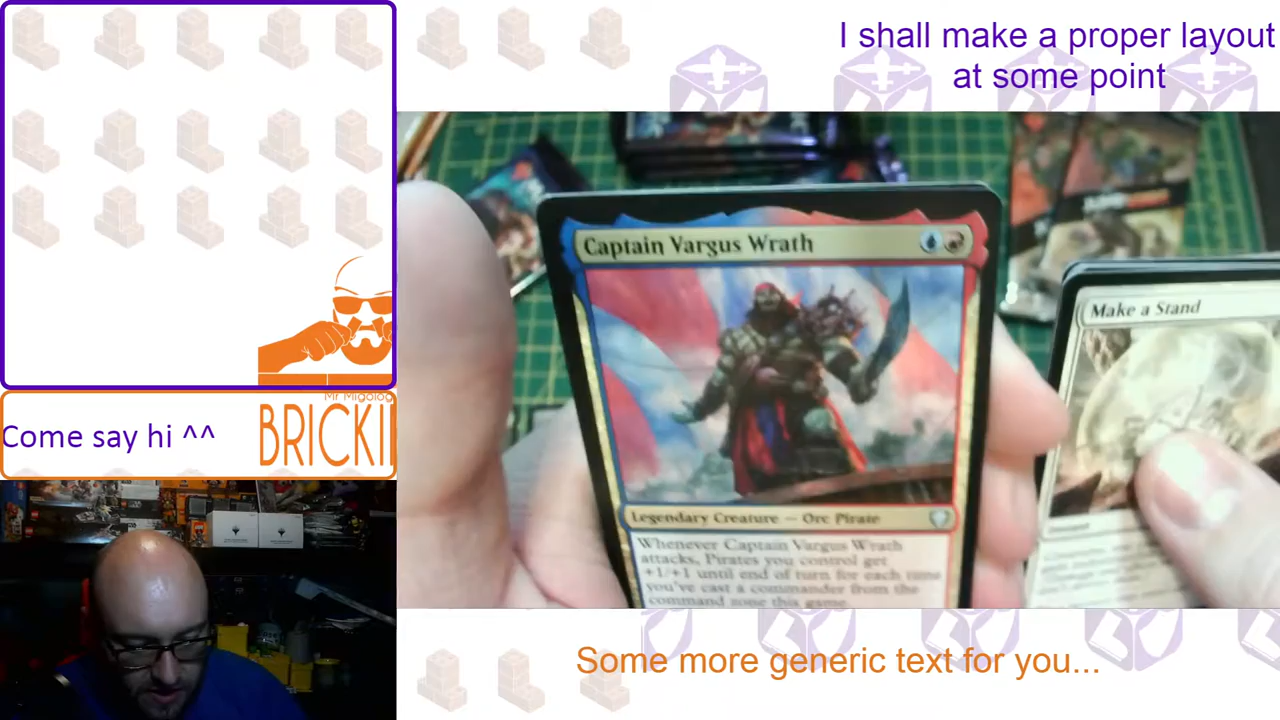 I shall make a proper layout
at some point
Captain Vargus Wrath
Make a Stand
Legendary Creature — Orc Pirate
Whenever Captain Vargus Wrath
attacks, Pirates you control get
+1/+1 until end of turn for each time
you've cast a commander from the
command zone this game.
Mr Migolog
BRICKI
Come say hi ^^
Some more generic text for you...